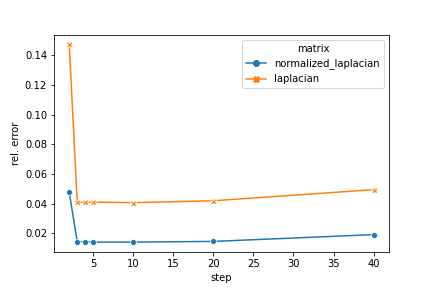 matrix
normalized_laplacian
laplacian
rel. error
0.14
0.12
0.10
0.08
0.06
0.04
0.02
5 10 15 20 25 30 35 40
step